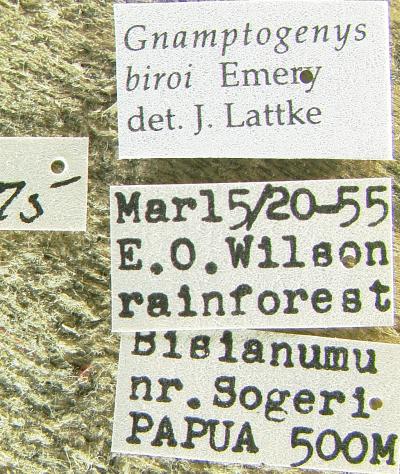 Gnamptogenys
biroi Emery
det. J. Lattke
Mar15/20-55
E.O.Wilson
rainforest
Bisianumu
nr.Sogeri
PAPUA 500M